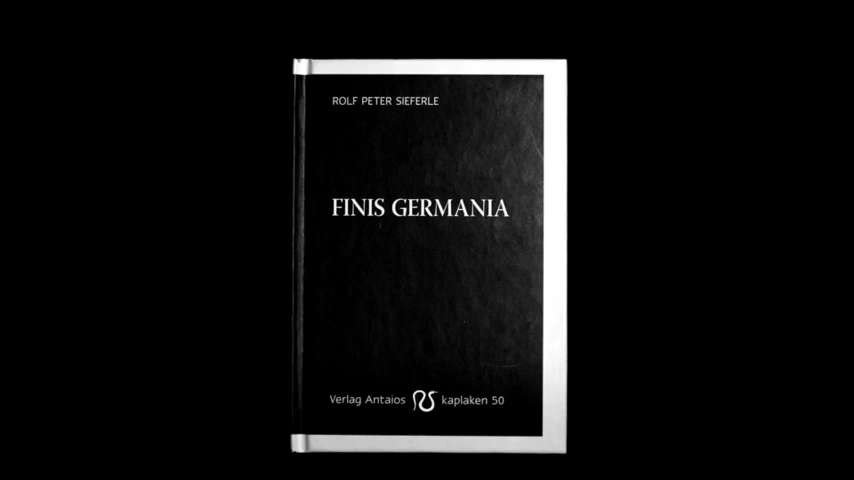 ROLF PETER SIEFERLE
FINIS GERMANIA
Verlag Antaios kaplaken 50